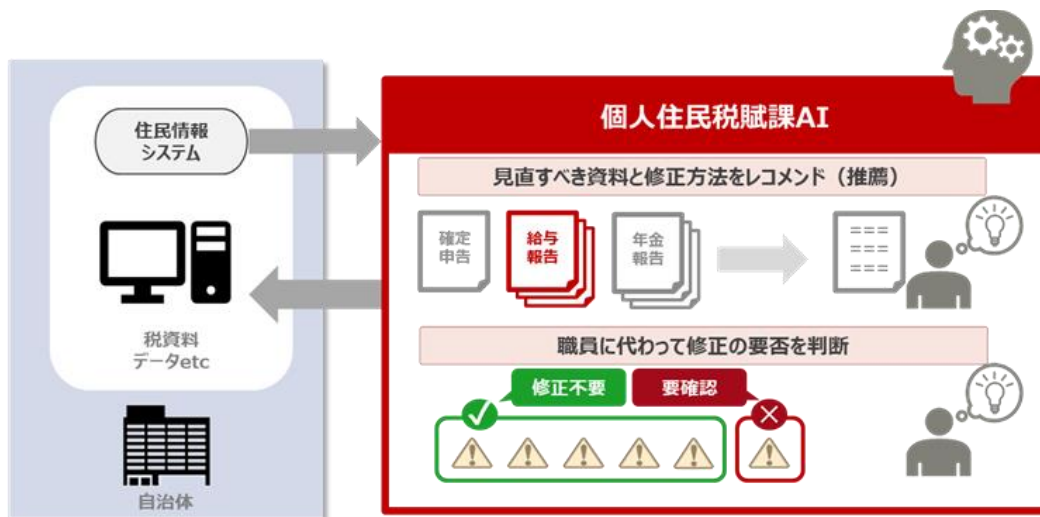 住民情報
システム
税資料
データetc
自治体
個人住民税賦課AI
見直すべき資料と修正方法をレコメンド（推薦）
確定
申告
給与
報告
年金
報告
職員に代わって修正の要否を判断
修正不要
要確認